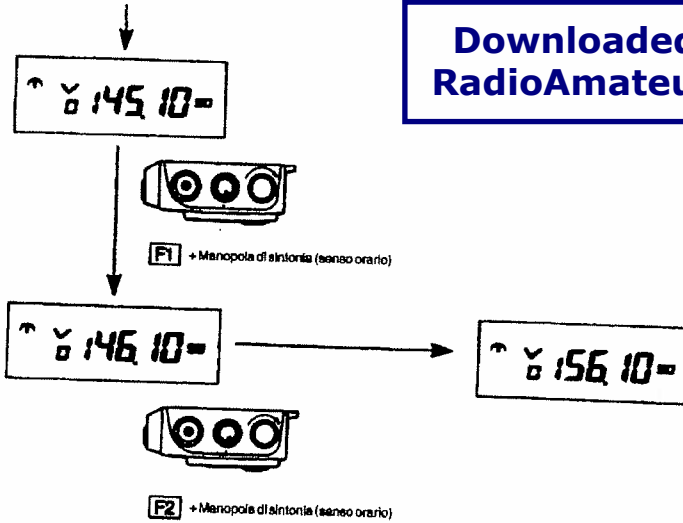 Downloaded
RadioAmateu
145.10
F1 +Manopola di sintonia (senso orario)
146.10
156.10
F2 +Manopola di sintonia (senso orario)